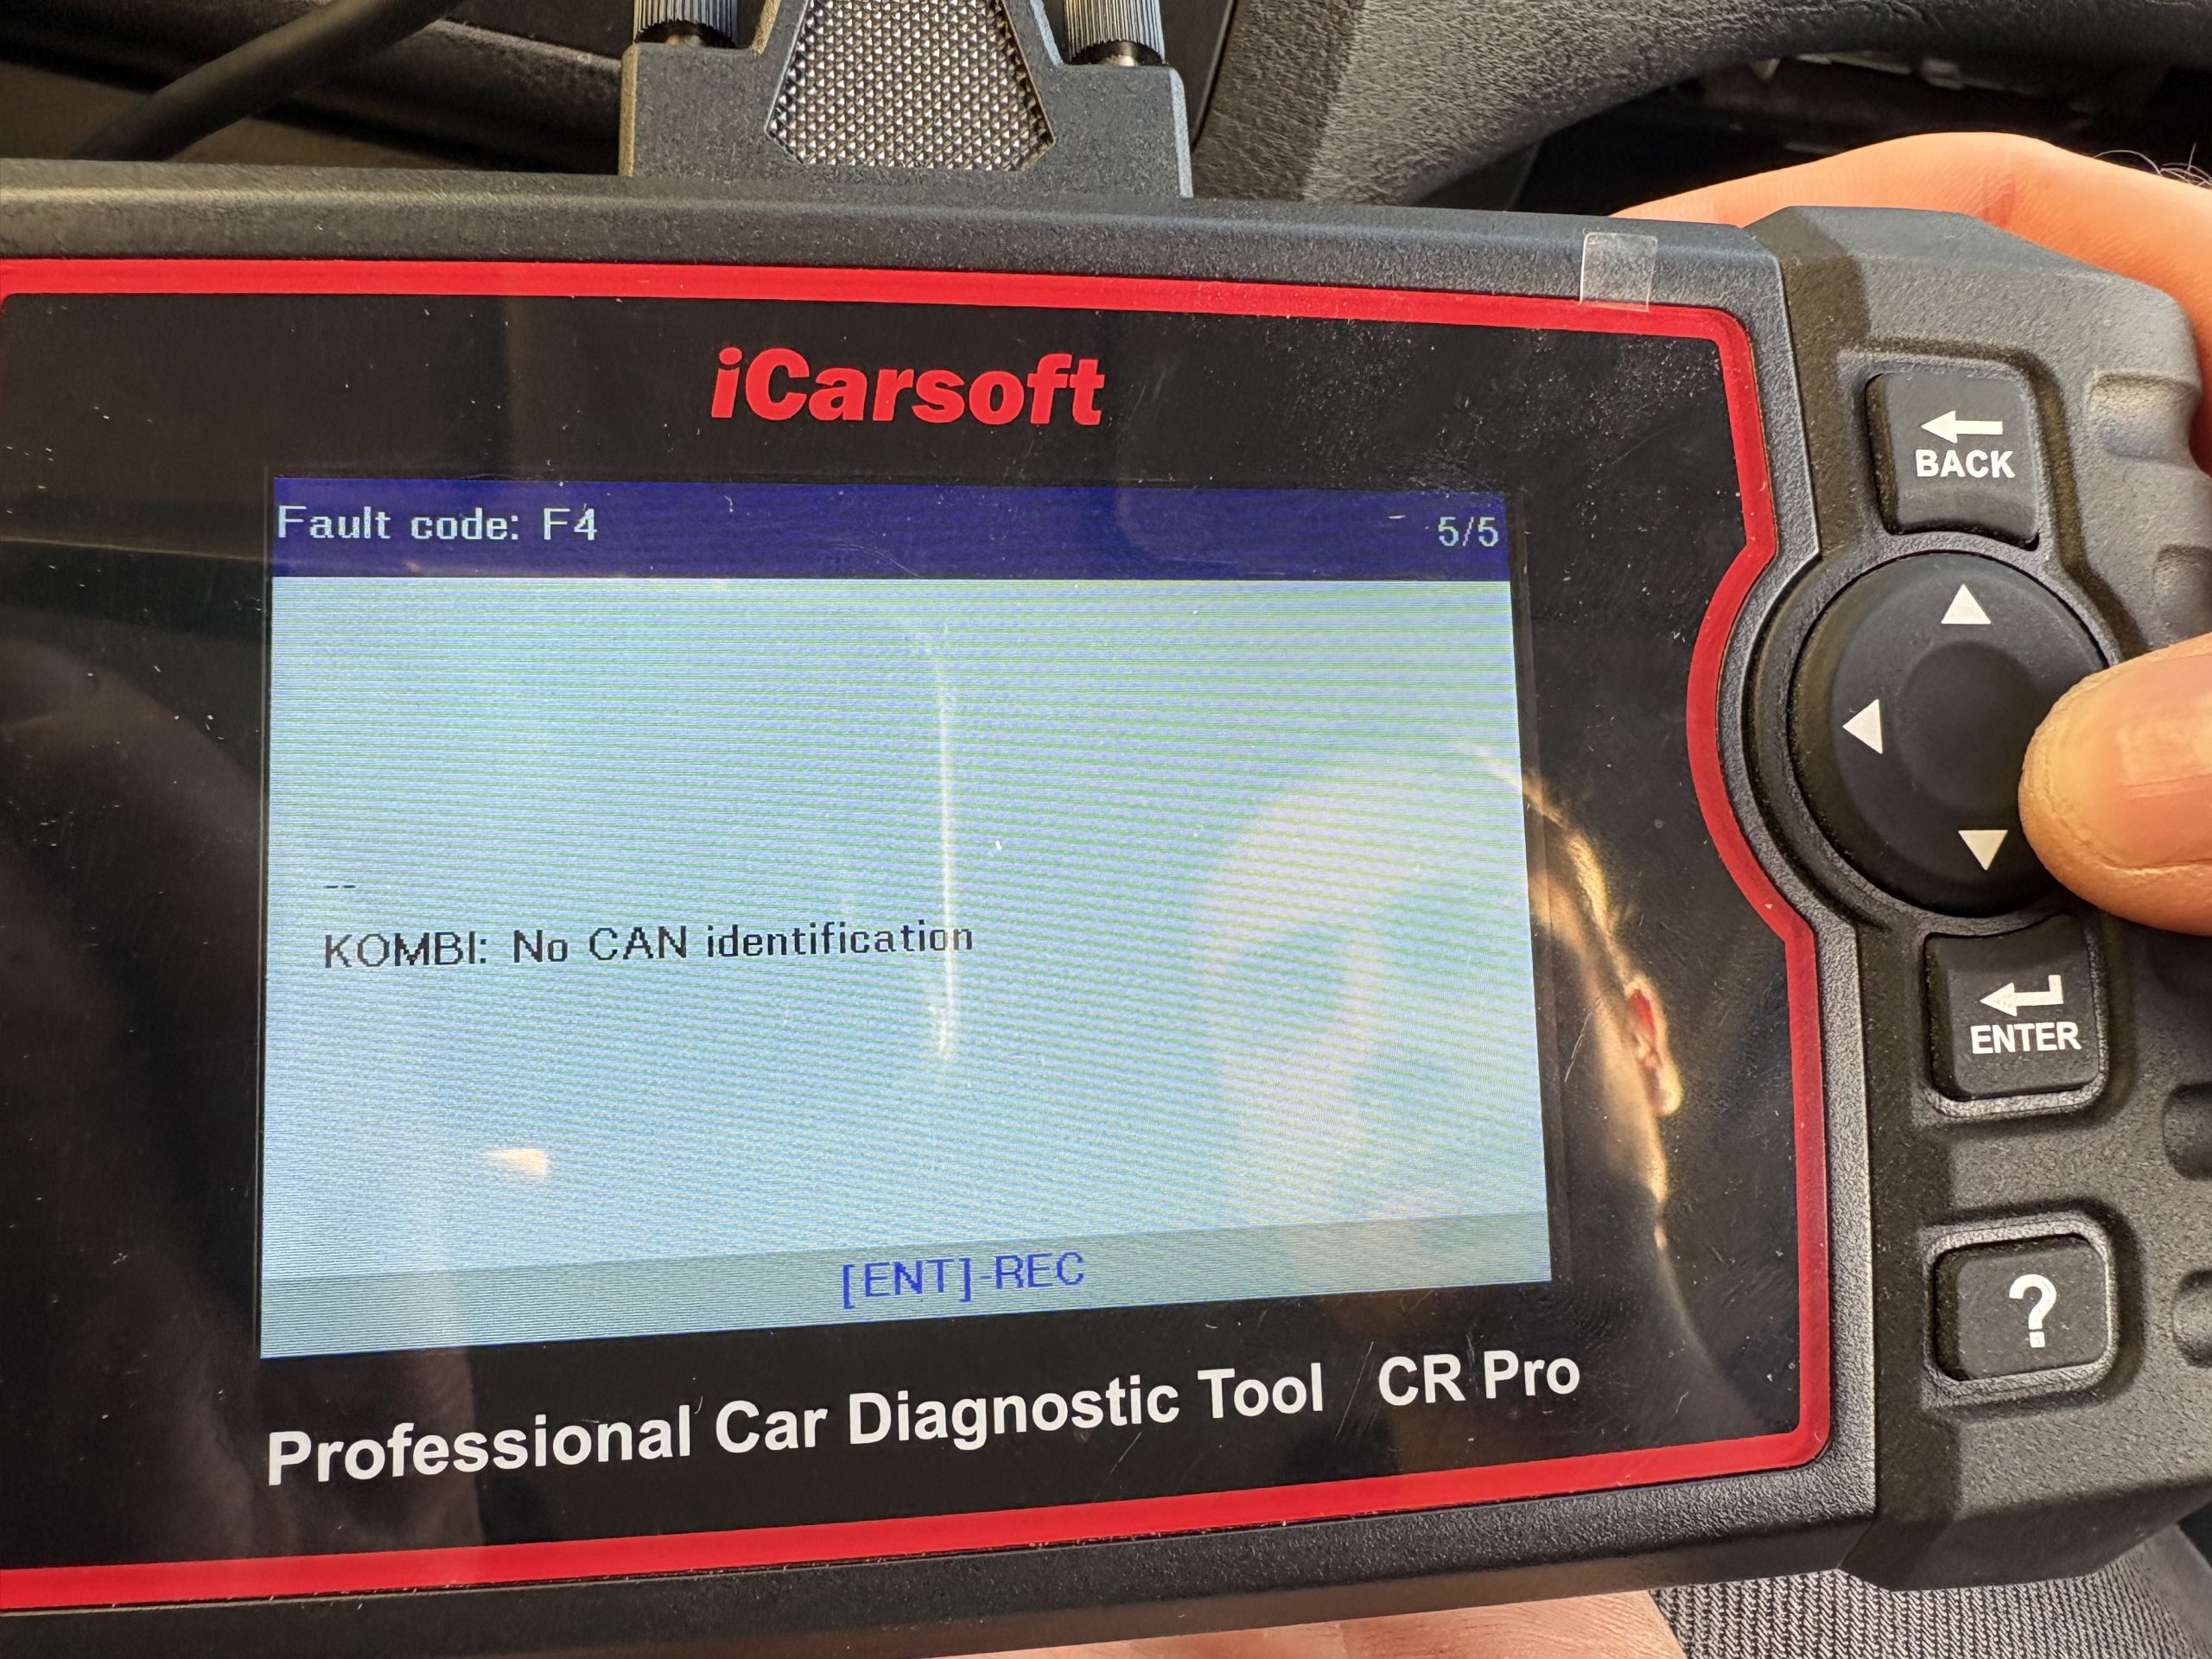 iCarsoft
Fault code: F4 5/5
--
KOMBI: No CAN identification
[ENT]-REC
Professional Car Diagnostic Tool CR Pro
BACK
ENTER
?